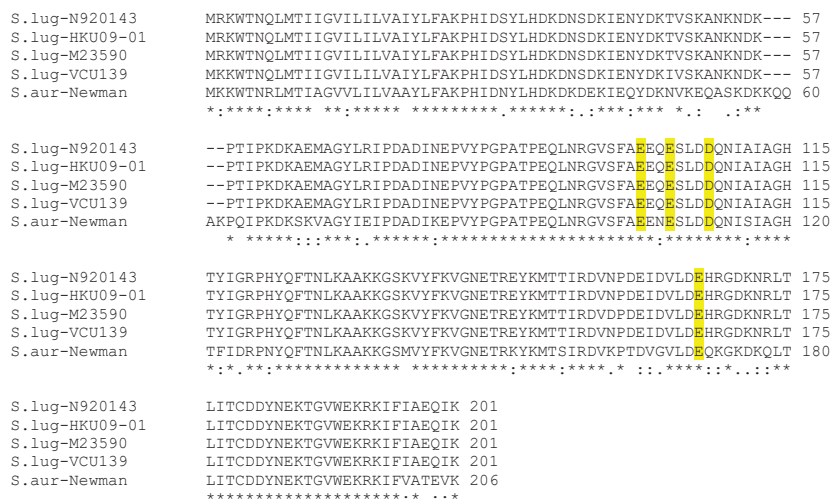 S.lug-N920143 MRKWTNQLMTIIGVILILVAIYLFAKPHIDSYLHDKDNSDKIENYDKTVSKANKNDK--- 57
S.lug-HKU09-01 MRKWTNQLMTIIGVILILVAIYLFAKPHIDSYLHDKDNSDKIENYDKTVSKANKNDK--- 57
S.lug-M23590 MRKWTNQLMTIIGVILILVAIYLFAKPHIDSYLHDKDNSDKIENYDKTVSKANKNDK--- 57
S.lug-VCU139 MRKWTNQLMTIIGVILILVAIYLFAKPHIDSYLHDKDNSDKIENYDKIVSKANKNDK--- 57
S.aur-Newman MKKWTNRLMTIAGVVLILVAAYLFAKPHIDNYLHDKDKDEKIEQYDKNVKEQASKDKKQQ 60
*:****:**** **:***** *********.******:.:***:*** *.: .:**
S.lug-N920143 --PTIPKDKAEMAGYLRIPDADINEPVYPGPATPEQLNRGVSFAEEQESLDDQNIAIAGH 115
S.lug-HKU09-01 --PTIPKDKAEMAGYLRIPDADINEPVYPGPATPEQLNRGVSFAEEQESLDDQNIAIAGH 115
S.lug-M23590 --PTIPKDKAEMAGYLRIPDADINEPVYPGPATPEQLNRGVSFAEEQESLDDQNIAIAGH 115
S.lug-VCU139 --PTIPKDKAEMAGYLRIPDADINEPVYPGPATPEQLNRGVSFAEEQESLDDQNIAIAGH 115
S.aur-Newman AKPQIPKDKSKVAGYIEIPDADIKEPVYPGPATPEQLNRGVSFAEENESLDDQNISIAGH 120
* *****:::***:.******:**********************:********:****
S.lug-N920143 TYIGRPHYQFTNLKAAKKGSKVYFKVGNETREYKMTTIRDVNPDEIDVLDEHRGDKNRLT 175
S.lug-HKU09-01 TYIGRPHYQFTNLKAAKKGSKVYFKVGNETREYKMTTIRDVNPDEIDVLDEHRGDKNRLT 175
S.lug-M23590 TYIGRPHYQFTNLKAAKKGSKVYFKVGNETREYKMTTIRDVDPDEIDVLDEHRGDKNRLT 175
S.lug-VCU139 TYIGRPHYQFTNLKAAKKGSKVYFKVGNETREYKMTTIRDVNPDEIDVLDEHRGDKNRLT 175
S.aur-Newman TFIDRPNYQFTNLKAAKKGSMVYFKVGNETRKYKMTSIRDVKPTDVGVLDEQKGKDKQLT 180
*:*.**:************* **********:****:****.* ::.****::*..::**
S.lug-N920143 LITCDDYNEKTGVWEKRKIFIAEQIK 201
S.lug-HKU09-01 LITCDDYNEKTGVWEKRKIFIAEQIK 201
S.lug-M23590 LITCDDYNEKTGVWEKRKIFIAEQIK 201
S.lug-VCU139 LITCDDYNEKTGVWEKRKIFIAEQIK 201
S.aur-Newman LITCDDYNEKTGVWEKRKIFVATEVK 206
********************:* ::*